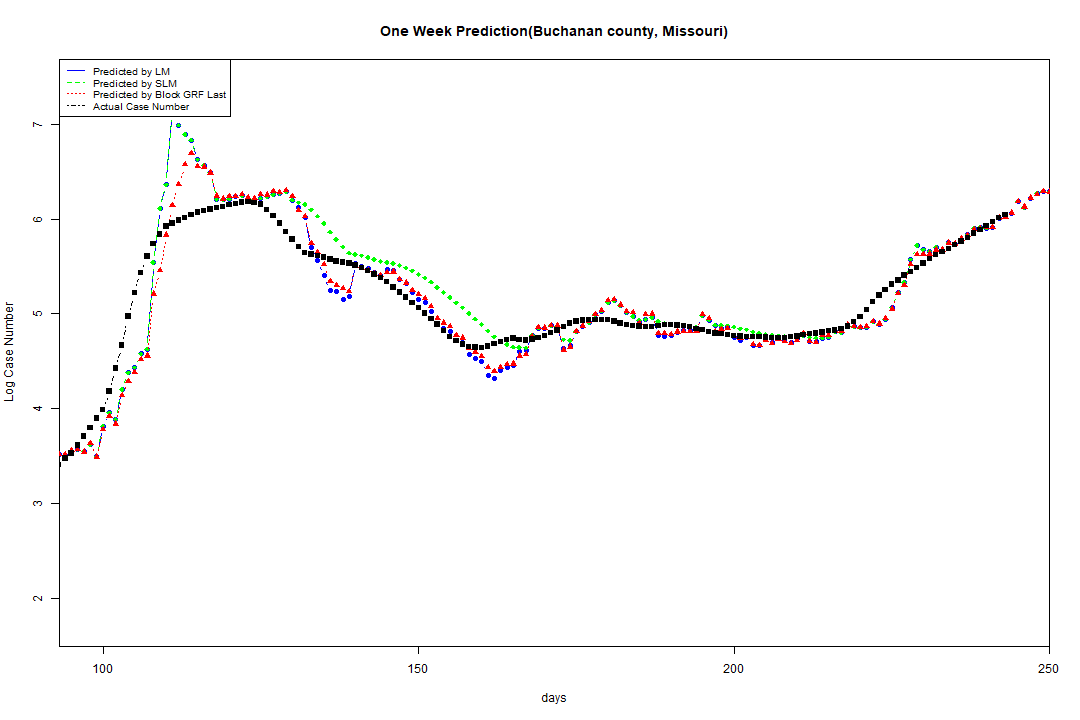 One Week Prediction(Buchanan county, Missouri)
Predicted by LM
Predicted by SLM
Predicted by Block GRF Last
Actual Case Number
7
6
5
4
3
2
Log Case Number
100 150 200 250
days